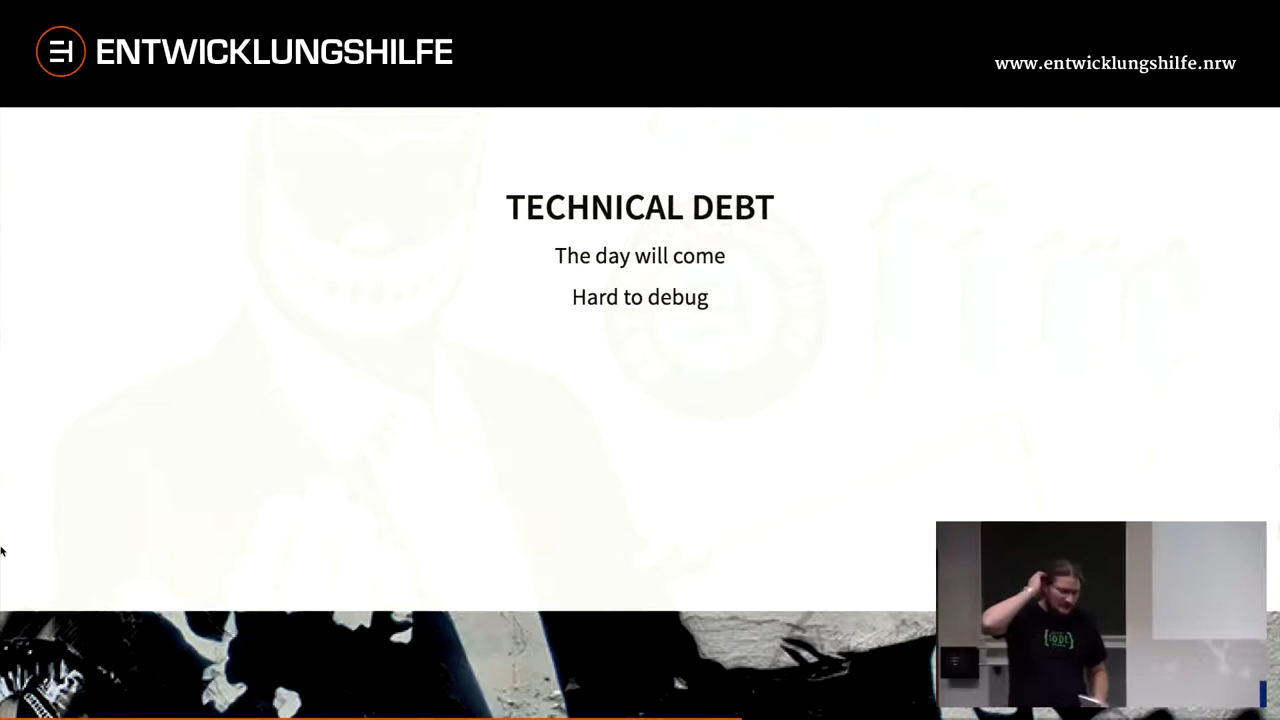 ENTWICKLUNGSHILFE
www.entwicklungshilfe.nrw
TECHNICAL DEBT
The day will come
Hard to debug